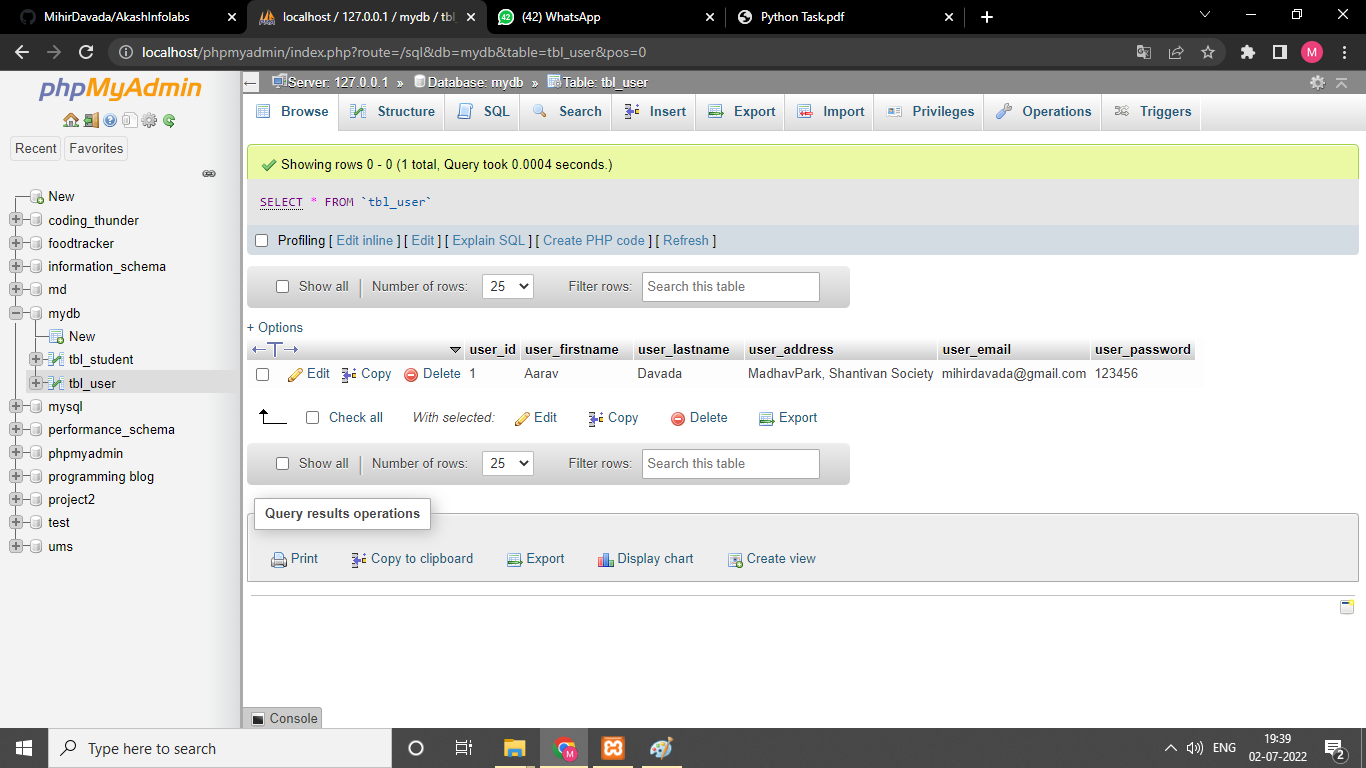 MihirDavada/AkashInfolabs
localhost / 127.0.0.1 / mydb / tbl_
(42) WhatsApp
Python Task.pdf
localhost/phpmyadmin/index.php?route=/sql&db=mydb&table=tbl_user&pos=0
M
phpMyAdmin
Recent Favorites
New
coding_thunder
foodtracker
information_schema
md
mydb
New
tbl_student
tbl_user
mysql
performance_schema
phpmyadmin
programming blog
project2
test
ums
Server: 127.0.0.1 » Database: mydb » Table: tbl_user
Browse Structure SQL Search Insert Export Import Privileges Operations Triggers
Showing rows 0 - 0 (1 total, Query took 0.0004 seconds.)
SELECT * FROM `tbl_user`
Profiling [ Edit inline ] [ Edit ] [ Explain SQL ] [ Create PHP code ] [ Refresh ]
Show all Number of rows: 25 Filter rows: Search this table
+ Options
user_id user_firstname user_lastname user_address user_email user_password
Edit Copy Delete 1 Aarav Davada MadhavPark, Shantivan Society mihirdavada@gmail.com 123456
Check all With selected: Edit Copy Delete Export
Show all Number of rows: 25 Filter rows: Search this table
Query results operations
Print Copy to clipboard Export Display chart Create view
Console
Type here to search
M
ENG
19:39
02-07-2022
2